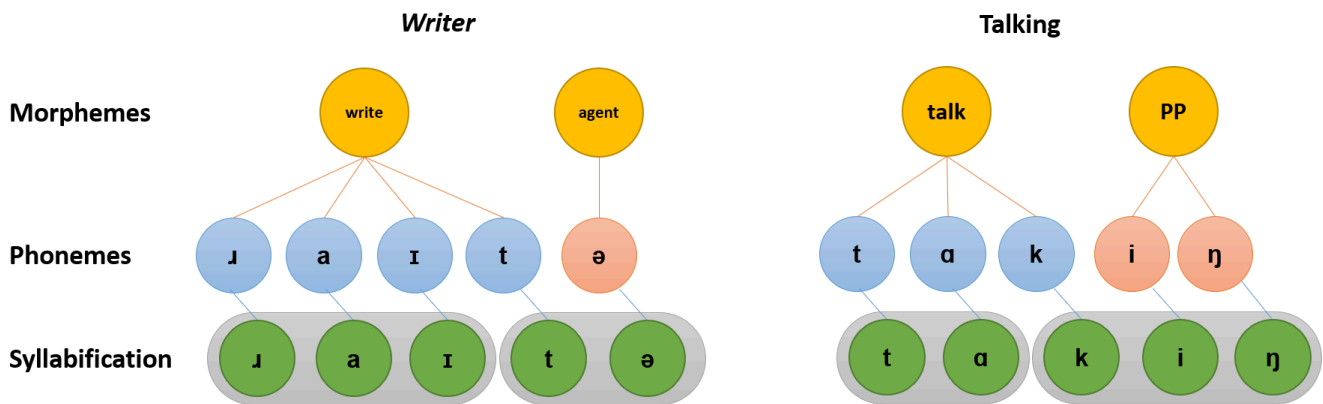 Writer Talking
Morphemes write agent talk PP
Phonemes ɹ a ɪ t ə t ɑ k i ŋ
Syllabification ɹ a ɪ t ə t ɑ k i ŋ